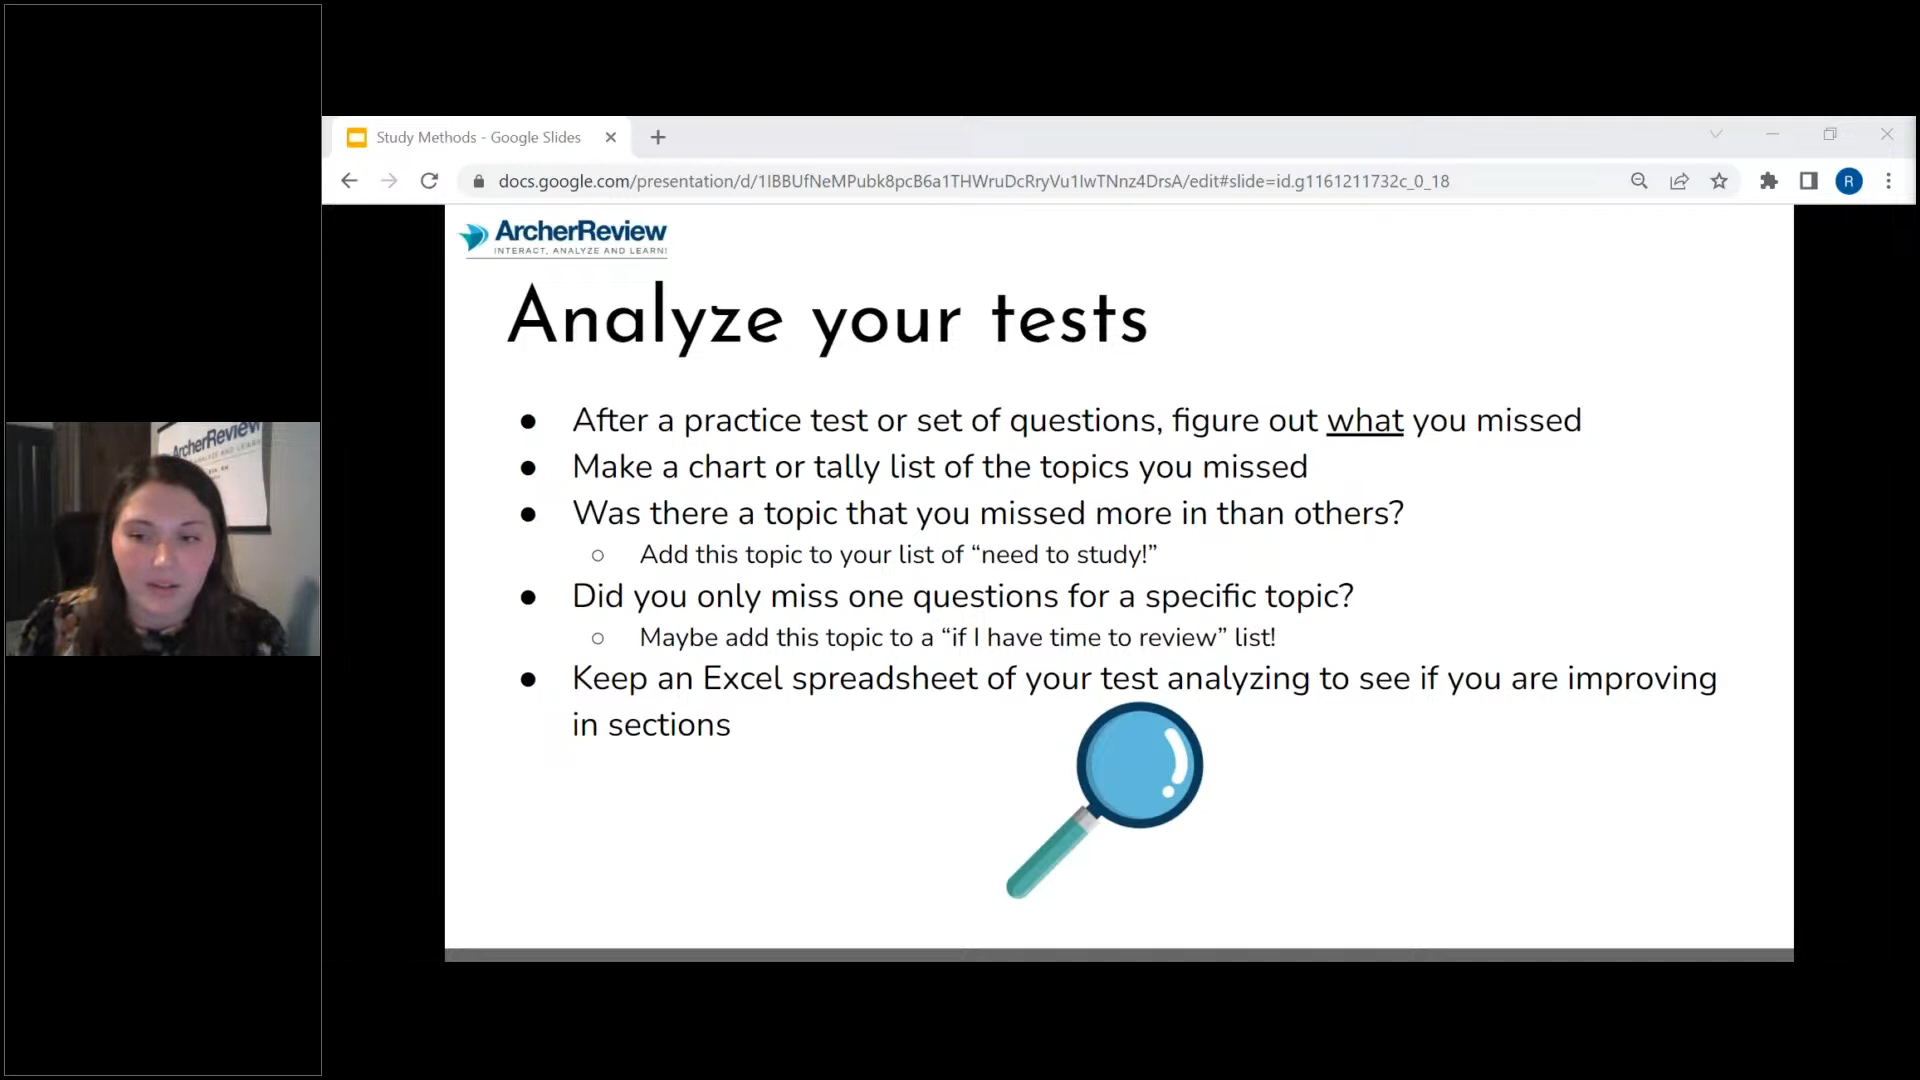 Study Methods - Google Slides
docs.google.com/presentation/d/1IBBUfNeMPubk8pcB6a1THWruDcRryVu1IwTNnz4DrsA/edit#slide=id.g1161211732c_0_18
R
ArcherReview
INTERACT, ANALYZE AND LEARN!
Analyze your tests
● After a practice test or set of questions, figure out what you missed
● Make a chart or tally list of the topics you missed
● Was there a topic that you missed more in than others?
○ Add this topic to your list of “need to study!”
● Did you only miss one questions for a specific topic?
○ Maybe add this topic to a “if I have time to review” list!
● Keep an Excel spreadsheet of your test analyzing to see if you are improving
in sections
ArcherReview